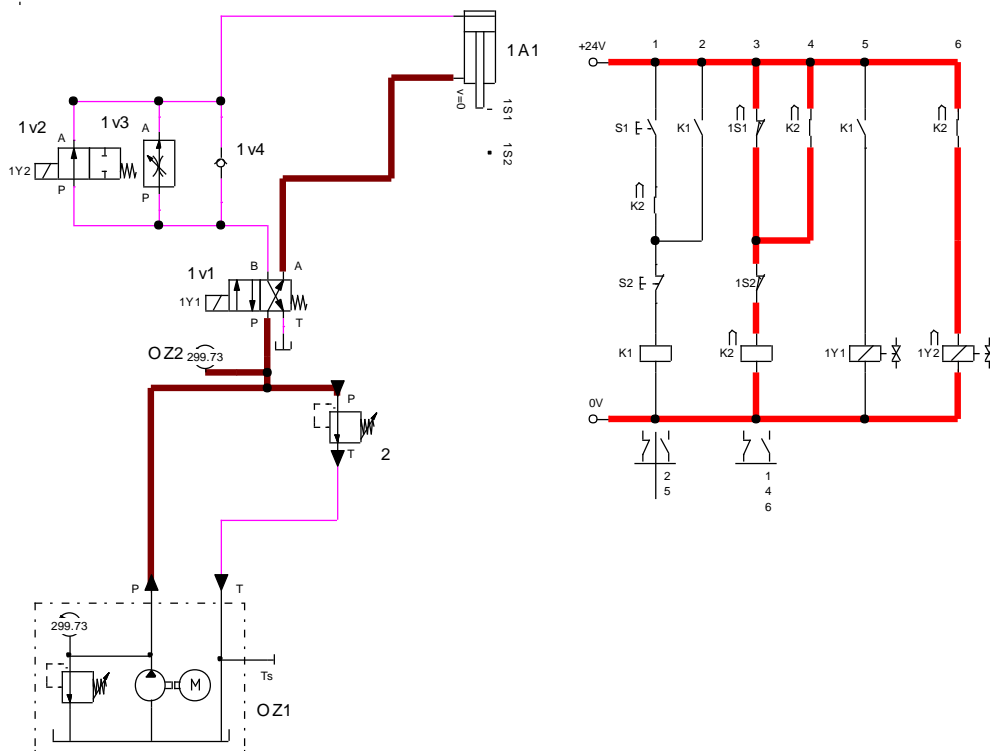 1A1
1S1
v=0
1S2
1v2
A
1v3
A
1v4
1Y2
P
P
1v1
B
A
1Y1
P
T
OZ2
299.73
P
T
2
P
T
299.73
M
Ts
OZ1
+24V
1
2
3
4
5
6
S1
K1
1S1
K2
K1
K2
K2
S2
1S2
K1
K2
1Y1
1Y2
0V
2
5
1
4
6